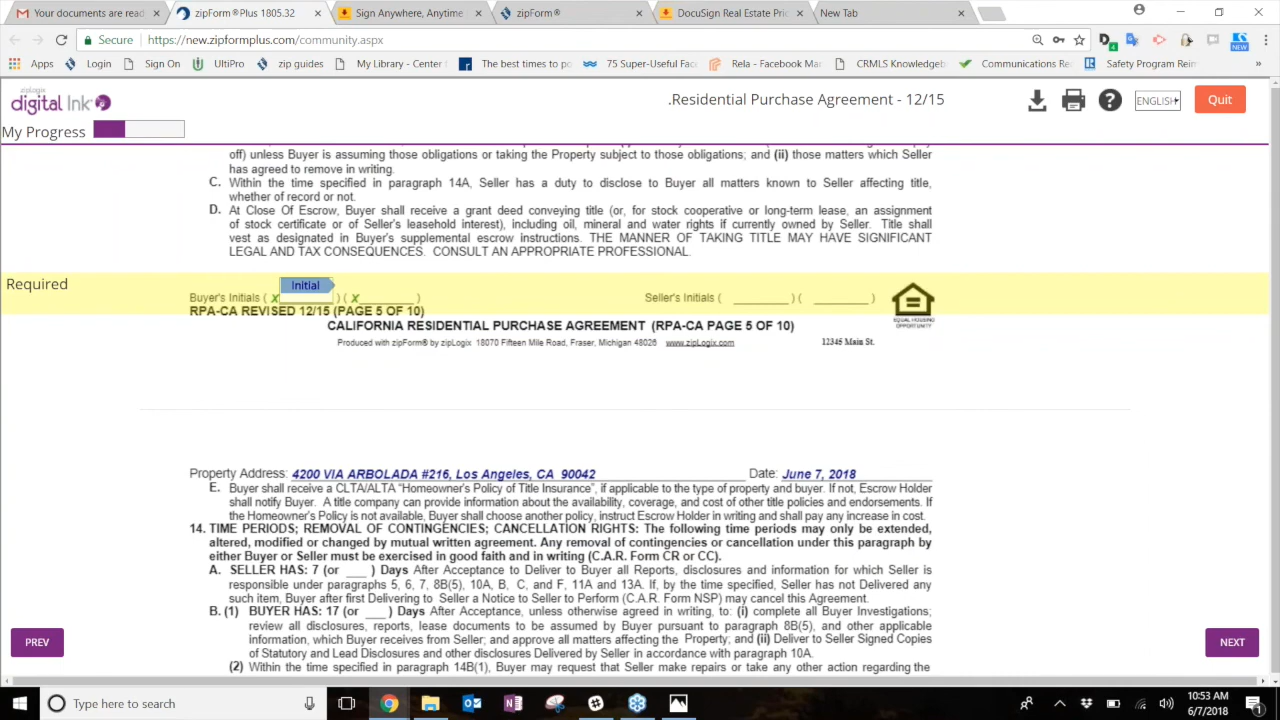 Your documents are read
zipForm®Plus 1805.32
Sign Anywhere, Anytime
zipForm®
DocuSign Real Estate Pri
New Tab
Secure
https://new.zipformplus.com/community.aspx
NEW
Apps
Login
Sign On
UltiPro
zip guides
My Library - Center
The best times to po
75 Super-Useful Fac
Rela - Facebook Mar
CRMLS Knowledgeb
Communications Re
Safety Program Rein
»
zipLogix
digital Ink
My Progress
.Residential Purchase Agreement - 12/15
ENGLISH
Quit
off) unless Buyer is assuming those obligations or taking the Property subject to those obligations; and (ii) those matters which Seller
has agreed to remove in writing.
C. Within the time specified in paragraph 14A, Seller has a duty to disclose to Buyer all matters known to Seller affecting title,
whether of record or not.
D. At Close Of Escrow, Buyer shall receive a grant deed conveying title (or, for stock cooperative or long-term lease, an assignment
of stock certificate or of Seller's leasehold interest), including oil, mineral and water rights if currently owned by Seller. Title shall
vest as designated in Buyer's supplemental escrow instructions. THE MANNER OF TAKING TITLE MAY HAVE SIGNIFICANT
LEGAL AND TAX CONSEQUENCES. CONSULT AN APPROPRIATE PROFESSIONAL.
Required
Initial
Buyer's Initials ( X ________ ) ( X ________ )
Seller's Initials ( ________ ) ( ________ )
RPA-CA REVISED 12/15 (PAGE 5 OF 10)
EQUAL HOUSING
OPPORTUNITY
CALIFORNIA RESIDENTIAL PURCHASE AGREEMENT (RPA-CA PAGE 5 OF 10)
Produced with zipForm® by zipLogix 18070 Fifteen Mile Road, Fraser, Michigan 48026 www.zipLogix.com
12345 Main St.
Property Address: 4200 VIA ARBOLADA #216, Los Angeles, CA 90042 Date: June 7, 2018
E. Buyer shall receive a CLTA/ALTA "Homeowner's Policy of Title Insurance", if applicable to the type of property and buyer. If not, Escrow Holder
shall notify Buyer. A title company can provide information about the availability, coverage, and cost of other title policies and endorsements. If
the Homeowner's Policy is not available, Buyer shall choose another policy, instruct Escrow Holder in writing and shall pay any increase in cost.
14. TIME PERIODS; REMOVAL OF CONTINGENCIES; CANCELLATION RIGHTS: The following time periods may only be extended,
altered, modified or changed by mutual written agreement. Any removal of contingencies or cancellation under this paragraph by
either Buyer or Seller must be exercised in good faith and in writing (C.A.R. Form CR or CC).
A. SELLER HAS: 7 (or ___ ) Days After Acceptance to Deliver to Buyer all Reports, disclosures and information for which Seller is
responsible under paragraphs 5, 6, 7, 8B(5), 10A, B, C, and F, 11A and 13A. If, by the time specified, Seller has not Delivered any
such item, Buyer after first Delivering to Seller a Notice to Seller to Perform (C.A.R. Form NSP) may cancel this Agreement.
B. (1) BUYER HAS: 17 (or ___ ) Days After Acceptance, unless otherwise agreed in writing, to: (i) complete all Buyer Investigations;
review all disclosures, reports, lease documents to be assumed by Buyer pursuant to paragraph 8B(5), and other applicable
information, which Buyer receives from Seller; and approve all matters affecting the Property; and (ii) Deliver to Seller Signed Copies
of Statutory and Lead Disclosures and other disclosures Delivered by Seller in accordance with paragraph 10A.
(2) Within the time specified in paragraph 14B(1), Buyer may request that Seller make repairs or take any other action regarding the
PREV
NEXT
Type here to search
10:53 AM
6/7/2018